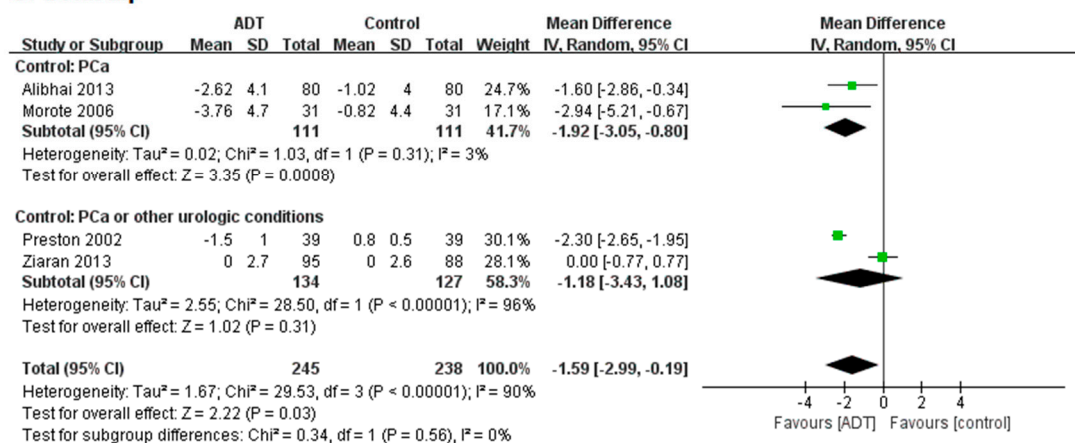 ADT Control Mean Difference Mean Difference
Study or Subgroup Mean SD Total Mean SD Total Weight IV, Random, 95% CI IV, Random, 95% CI
Control: PCa
Alibhai 2013 -2.62 4.1 80 -1.02 4 80 24.7% -1.60 [-2.86, -0.34]
Morote 2006 -3.76 4.7 31 -0.82 4.4 31 17.1% -2.94 [-5.21, -0.67]
Subtotal (95% CI) 111 111 41.7% -1.92 [-3.05, -0.80]
Heterogeneity: Tau² = 0.02; Chi² = 1.03, df = 1 (P = 0.31); I² = 3%
Test for overall effect: Z = 3.35 (P = 0.0008)
Control: PCa or other urologic conditions
Preston 2002 -1.5 1 39 0.8 0.5 39 30.1% -2.30 [-2.65, -1.95]
Ziaran 2013 0 2.7 95 0 2.6 88 28.1% 0.00 [-0.77, 0.77]
Subtotal (95% CI) 134 127 58.3% -1.18 [-3.43, 1.08]
Heterogeneity: Tau² = 2.55; Chi² = 28.50, df = 1 (P < 0.00001); I² = 96%
Test for overall effect: Z = 1.02 (P = 0.31)
Total (95% CI) 245 238 100.0% -1.59 [-2.99, -0.19]
Heterogeneity: Tau² = 1.67; Chi² = 29.53, df = 3 (P < 0.00001); I² = 90%
Test for overall effect: Z = 2.22 (P = 0.03)
Test for subgroup differences: Chi² = 0.34, df = 1 (P = 0.56), I² = 0%
-4 -2 0 2 4
Favours [ADT] Favours [control]